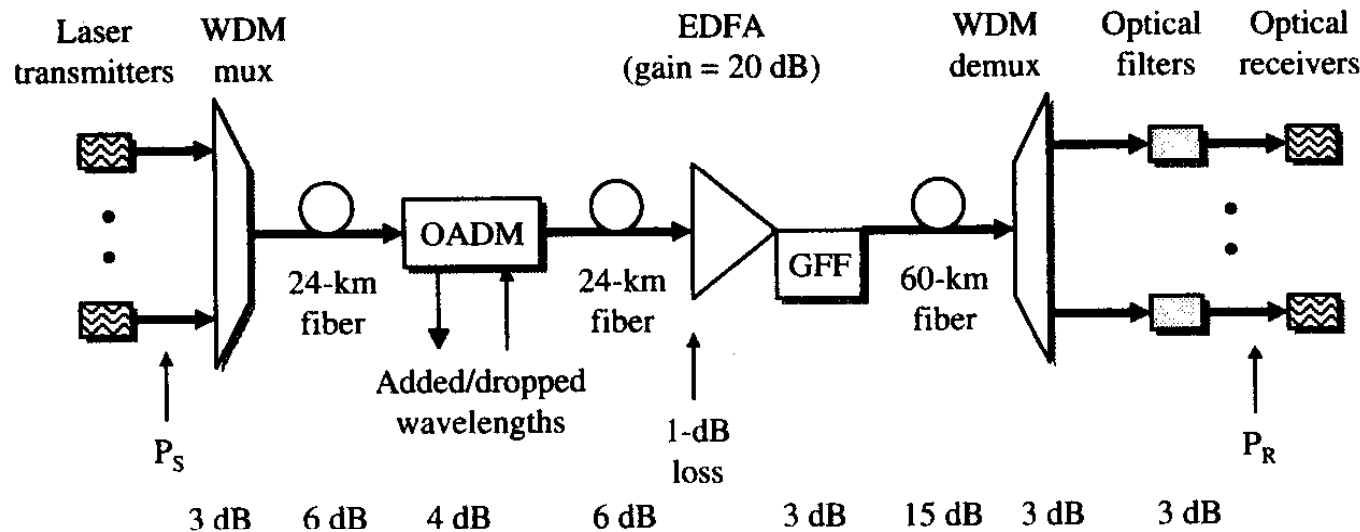 Laser
transmitters
WDM
mux
EDFA
(gain = 20 dB)
WDM
demux
Optical
filters
Optical
receivers
24-km
fiber
OADM
24-km
fiber
GFF
60-km
fiber
Added/dropped
wavelengths
1-dB
loss
P_S
P_R
3 dB 6 dB 4 dB 6 dB 3 dB 15 dB 3 dB 3 dB